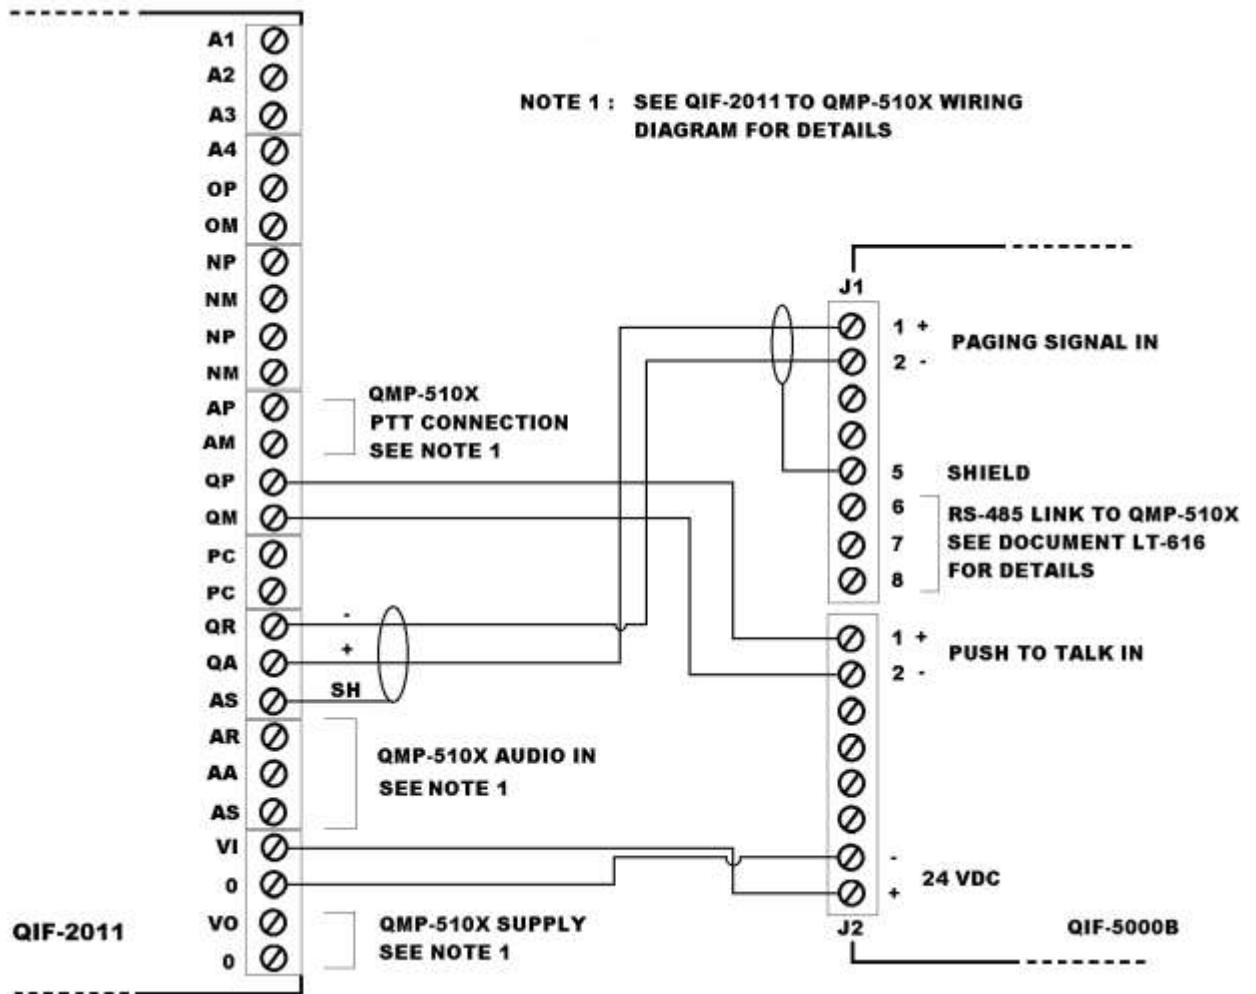 A1
A2
A3
A4
OP
OM
NP
NM
NP
NM
AP
AM
QP
QM
PC
PC
QR
QA
AS
AR
AA
AS
VI
0
VO
0
QIF-2011
NOTE 1 : SEE QIF-2011 TO QMP-510X WIRING
DIAGRAM FOR DETAILS
QMP-510X
PTT CONNECTION
SEE NOTE 1
-
+
SH
QMP-510X AUDIO IN
SEE NOTE 1
QMP-510X SUPPLY
SEE NOTE 1
J1
1 +
2 -
PAGING SIGNAL IN
5 SHIELD
6
7
8
RS-485 LINK TO QMP-510X
SEE DOCUMENT LT-616
FOR DETAILS
1 +
2 -
PUSH TO TALK IN
-
+
24 VDC
J2
QIF-5000B